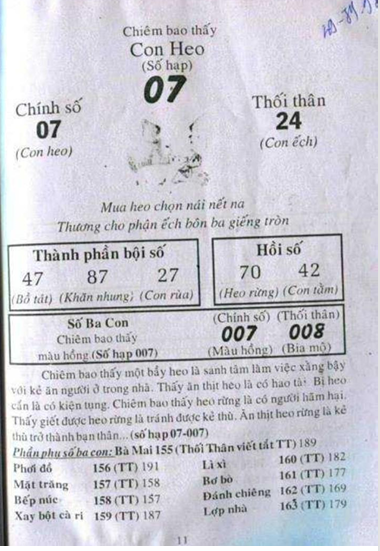 Chiêm bao thấy
Con Heo
(Số hạp)
07
Chính số
07
(Con heo)
Thối thân
24
(Con ếch)
Mua heo chọn nái nết na
Thương cho phận ếch bôn ba giếng tròn
Thành phần bội số
47 87 27
(Bồ tát) (Khăn nhung) (Con rùa)
Hồi số
70 42
(Heo rừng) (Con tằm)
Số Ba Con
Chiêm bao thấy
màu hồng (Số hạp 007)
(Chính số) (Thối thân)
007 008
(Màu hồng) (Bia mộ)
Chiêm bao thấy một bầy heo là sanh tâm làm việc xằng bậy
với kẻ ăn người ở trong nhà. Thấy ăn thịt heo là có hao tài. Bị heo
cắn là có kiện tụng. Chiêm bao thấy heo rừng là có người hãm hại.
Thấy giết được heo rừng là tránh được kẻ thù. Ăn thịt heo rừng là kẻ
thù trở thành bạn thân... (số hạp 07-007)
Phần phụ số ba con: Bà Mai 155 (Thối Thân viết tắt TT) 189
Phơi đồ 156 (TT) 191
Mặt trăng 157 (TT) 158
Bếp núc 158 (TT) 157
Xay bột cà ri 159 (TT) 187
Lì xì 160 (TT) 182
Bơ bò 161 (TT) 177
Đánh chiêng 162 (TT) 169
Lợp nhà 163 (TT) 179
11